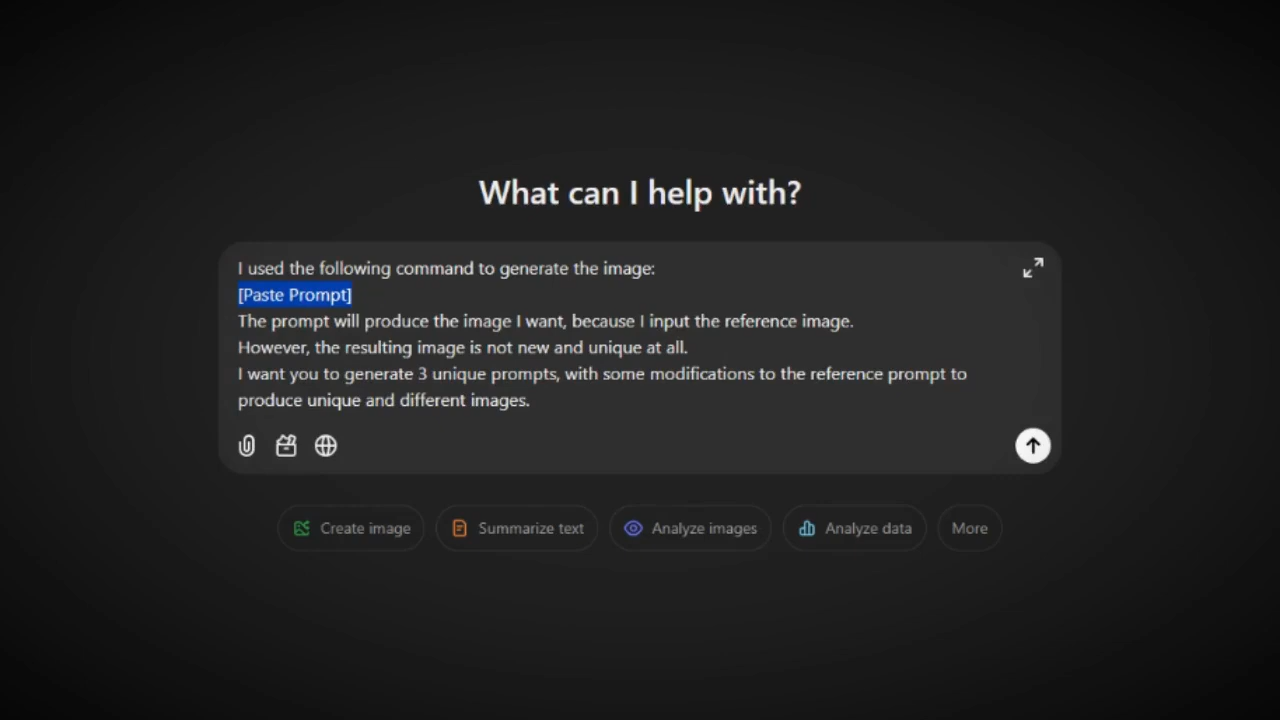 What can I help with?
I used the following command to generate the image:
[Paste Prompt]
The prompt will produce the image I want, because I input the reference image.
However, the resulting image is not new and unique at all.
I want you to generate 3 unique prompts, with some modifications to the reference prompt to
produce unique and different images.
Create image
Summarize text
Analyze images
Analyze data
More